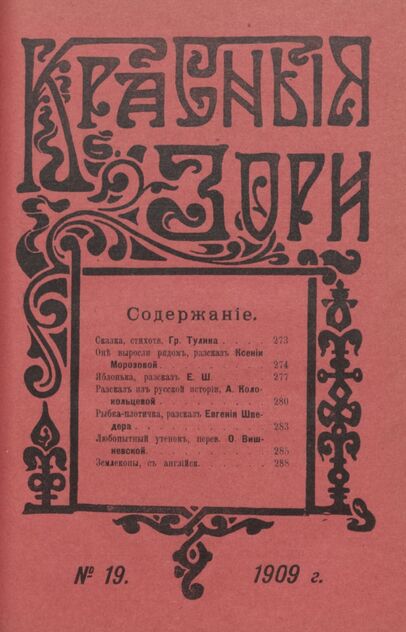 КРАСНЫЯ
ЗОРИ
Содержаніе.
Сказка, стихотв. Гр. Тулина . . . . . 273
Онѣ выросли рядомъ, разсказъ Ксеніи
Морозовой . . . . . . . . . . 274
Яблонька, разсказъ Е. Ш. . . . . . . 277
Разсказъ изъ русской исторіи, А. Коло-
кольцевой . . . . . . . . . . 280
Рыбка-плотичка, разсказъ Евгенія Шве-
дера . . . . . . . . . . . . 283
Любопытный утенокъ, перев. О. Виш-
невской . . . . . . . . . . . 285
Землекопы, съ англійск. . . . . . . . 288
№ 19.
1909 г.